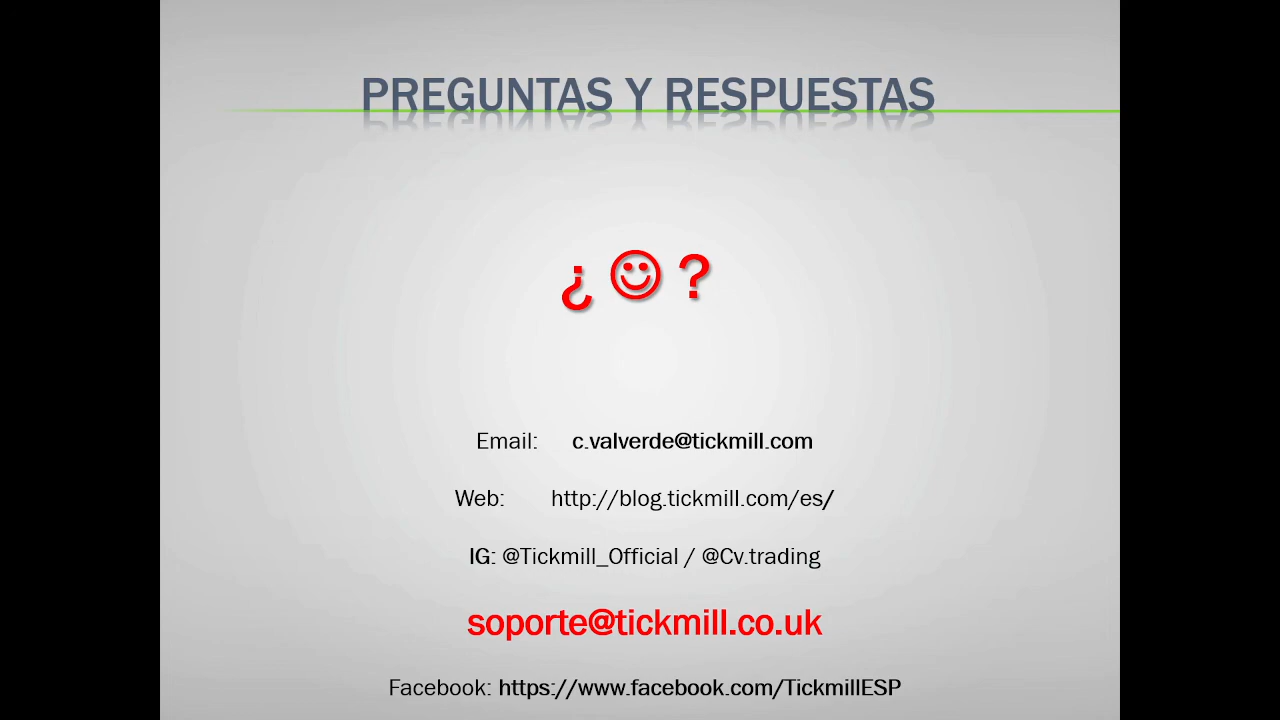 PREGUNTAS Y RESPUESTAS
¿☺?
Email: c.valverde@tickmill.com
Web: http://blog.tickmill.com/es/
IG: @Tickmill_Official / @Cv.trading
soporte@tickmill.co.uk
Facebook: https://www.facebook.com/TickmillESP